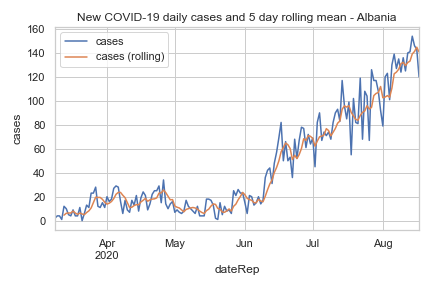 New COVID-19 daily cases and 5 day rolling mean - Albania
cases
cases (rolling)
160
140
120
100
80
60
40
20
0
cases
Apr
2020
May
Jun
Jul
Aug
dateRep